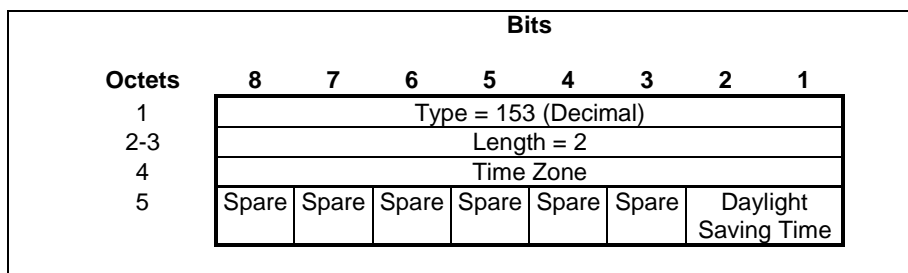 Bits
Octets 8 7 6 5 4 3 2 1
1 Type = 153 (Decimal)
2-3 Length = 2
4 Time Zone
5 Spare Spare Spare Spare Spare Spare Daylight
Saving Time